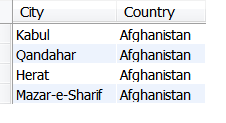 City Country
Kabul Afghanistan
Qandahar Afghanistan
Herat Afghanistan
Mazar-e-Sharif Afghanistan